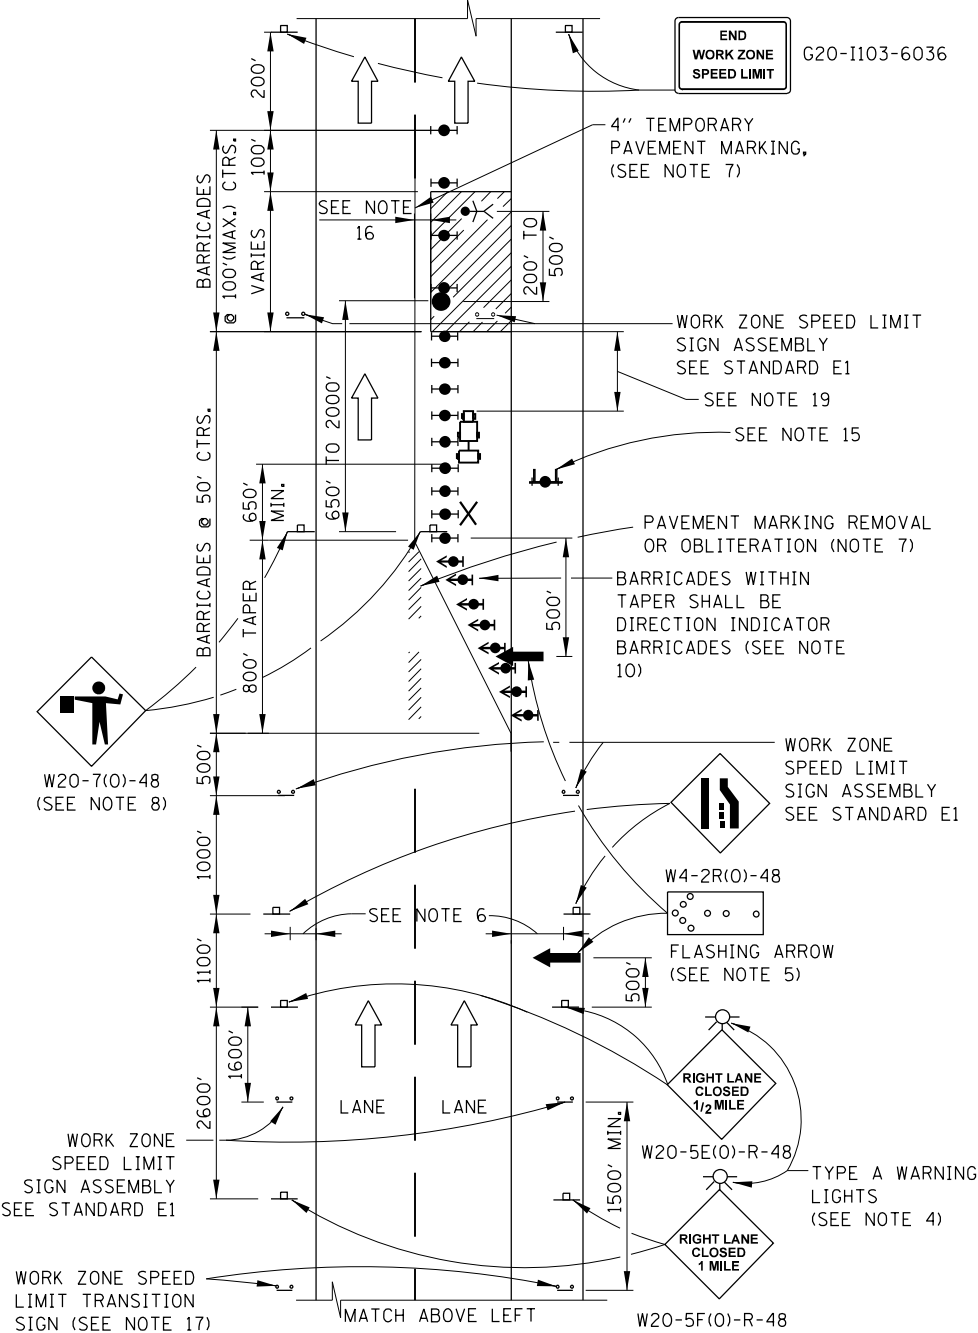 END
WORK ZONE
SPEED LIMIT
G20-I103-6036
200'
4'' TEMPORARY
PAVEMENT MARKING,
(SEE NOTE 7)
BARRICADES
@ 100'(MAX.) CTRS.
100'
VARIES
SEE NOTE
16
200' TO
500'
WORK ZONE SPEED LIMIT
SIGN ASSEMBLY
SEE STANDARD E1
SEE NOTE 19
SEE NOTE 15
BARRICADES @ 50' CTRS.
650' TO 2000'
650'
MIN.
PAVEMENT MARKING REMOVAL
OR OBLITERATION (NOTE 7)
BARRICADES WITHIN
TAPER SHALL BE
DIRECTION INDICATOR
BARRICADES (SEE NOTE
10)
500'
800' TAPER
W20-7(O)-48
(SEE NOTE 8)
500'
WORK ZONE
SPEED LIMIT
SIGN ASSEMBLY
SEE STANDARD E1
1000'
W4-2R(O)-48
SEE NOTE 6
FLASHING ARROW
(SEE NOTE 5)
1100'
500'
1600'
2600'
LANE
LANE
RIGHT LANE
CLOSED
1/2 MILE
W20-5E(O)-R-48
WORK ZONE
SPEED LIMIT
SIGN ASSEMBLY
SEE STANDARD E1
1500' MIN.
TYPE A WARNING
LIGHTS
(SEE NOTE 4)
RIGHT LANE
CLOSED
1 MILE
W20-5F(O)-R-48
WORK ZONE SPEED
LIMIT TRANSITION
SIGN (SEE NOTE 17)
MATCH ABOVE LEFT